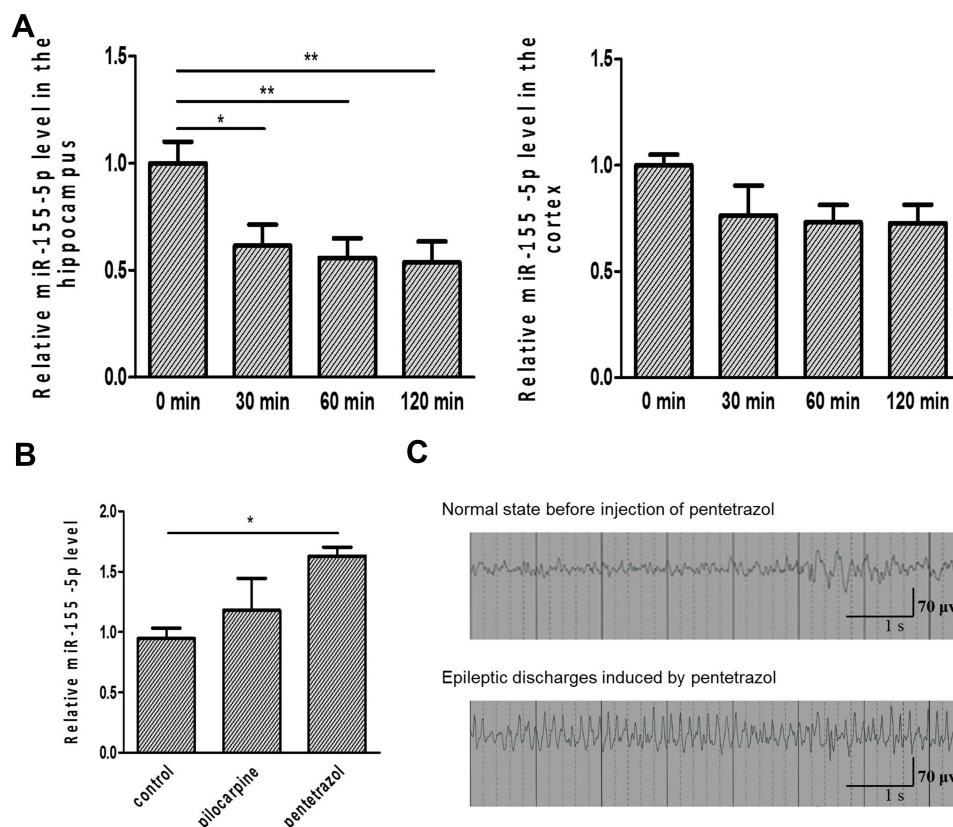 A
Relative miR-155-5p level in the
hippocampus
1.5
1.0
0.5
0.0
**
**
*
0 min 30 min 60 min 120 min
Relative miR-155 -5p level in the
cortex
1.5
1.0
0.5
0.0
0 min 30 min 60 min 120 min
B
Relative miR-155 -5p level
2.0
1.5
1.0
0.5
0.0
*
control
pilocarpine
pentetrazol
C
Normal state before injection of pentetrazol
70 μv
1 s
Epileptic discharges induced by pentetrazol
70 μv
1 s